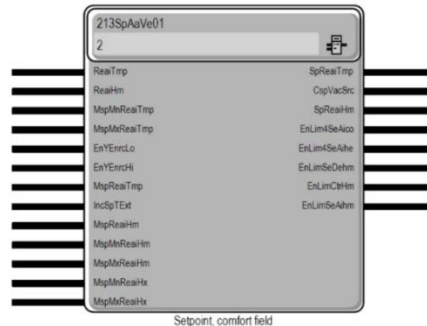 213SpAaVe01
2
ReaiTmp
ReaiHm
MspMnReaiTmp
MspMxReaiTmp
EnYEnrcLo
EnYEnrcHi
MspReaiTmp
IncSpTExt
MspReaiHm
MspMnReaiHm
MspMxReaiHm
MspMnReaiHx
MspMxReaiHx
SpReaiTmp
CspVacSrc
SpReaiHm
EnLim4SeAico
EnLim4SeAihe
EnLimSeDehm
EnLimCtrHm
EnLimSeAihm
Setpoint, comfort field